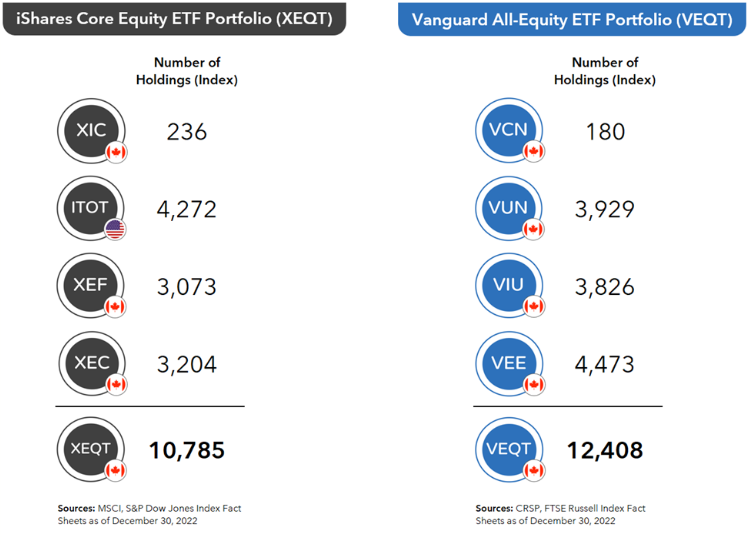 iShares Core Equity ETF Portfolio (XEQT)
Number of
Holdings (Index)
XIC 236
ITOT 4,272
XEF 3,073
XEC 3,204
XEQT 10,785
Sources: MSCI, S&P Dow Jones Index Fact
Sheets as of December 30, 2022
Vanguard All-Equity ETF Portfolio (VEQT)
Number of
Holdings (Index)
VCN 180
VUN 3,929
VIU 3,826
VEE 4,473
VEQT 12,408
Sources: CRSP, FTSE Russell Index Fact
Sheets as of December 30, 2022